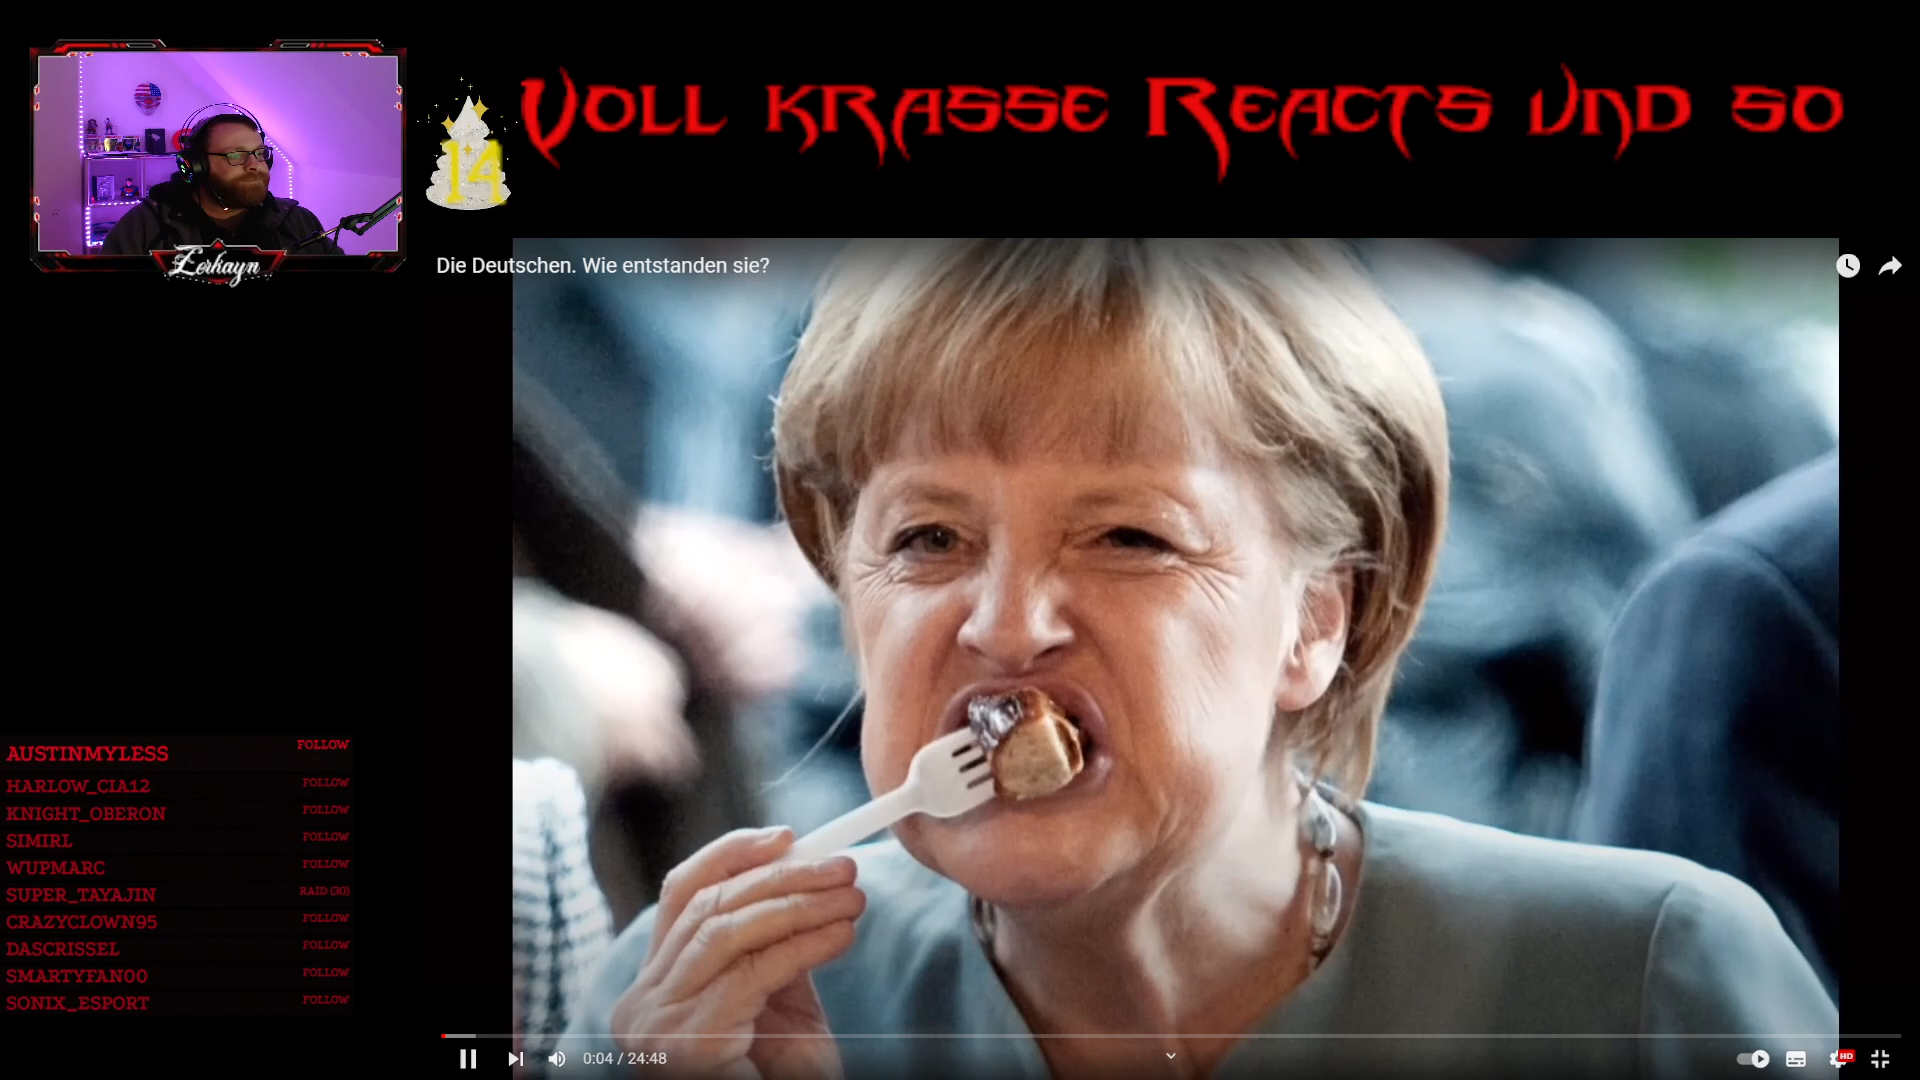 Voll krasse Reacts und so
14
Zerkayn
Die Deutschen. Wie entstanden sie?
AUSTINMYLESS FOLLOW
HARLOW_CIA12 FOLLOW
KNIGHT_OBERON FOLLOW
SIMIRL FOLLOW
WUPMARC FOLLOW
SUPER_TAYAJIN RAID (30)
CRAZYCLOWN95 FOLLOW
DASCRISSEL FOLLOW
SMARTYFAN00 FOLLOW
SONIX_ESPORT FOLLOW
0:04 / 24:48
HD